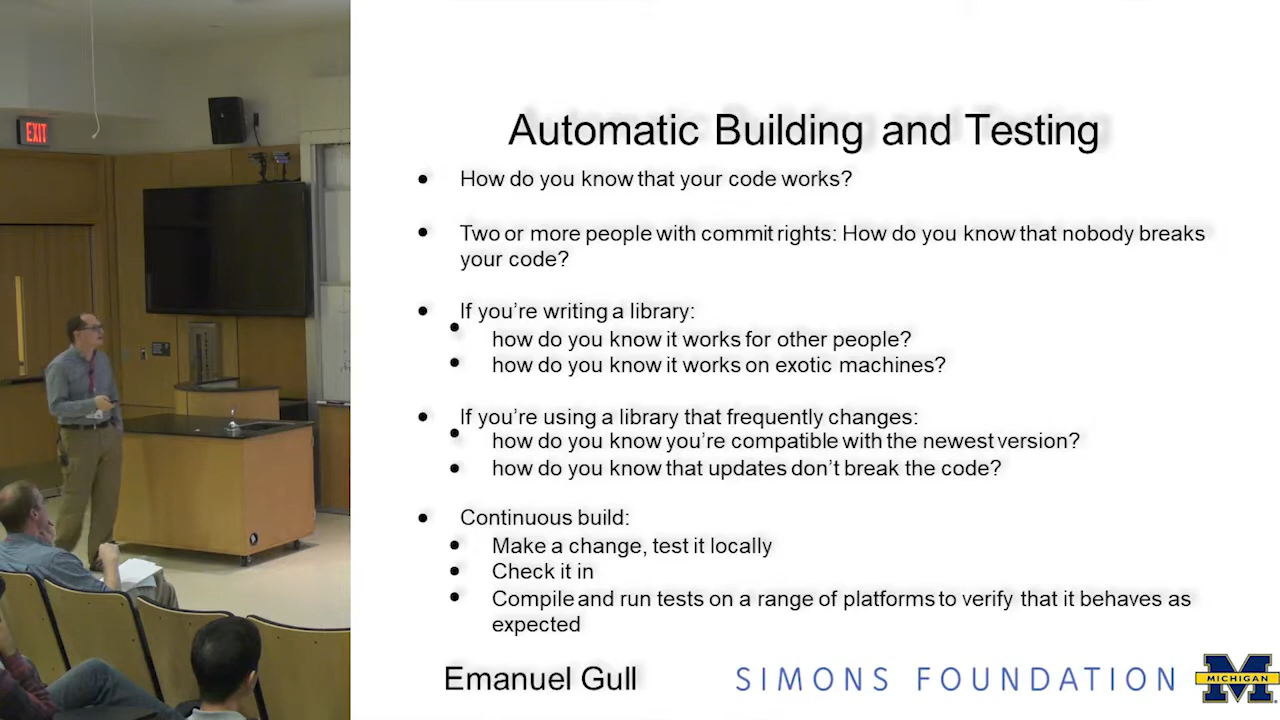 EXIT
Automatic Building and Testing
• How do you know that your code works?
• Two or more people with commit rights: How do you know that nobody breaks
your code?
• If you’re writing a library:
• how do you know it works for other people?
• how do you know it works on exotic machines?
• If you’re using a library that frequently changes:
• how do you know you’re compatible with the newest version?
• how do you know that updates don’t break the code?
• Continuous build:
• Make a change, test it locally
• Check it in
• Compile and run tests on a range of platforms to verify that it behaves as
expected
Emanuel Gull
SIMONS FOUNDATION
M
MICHIGAN